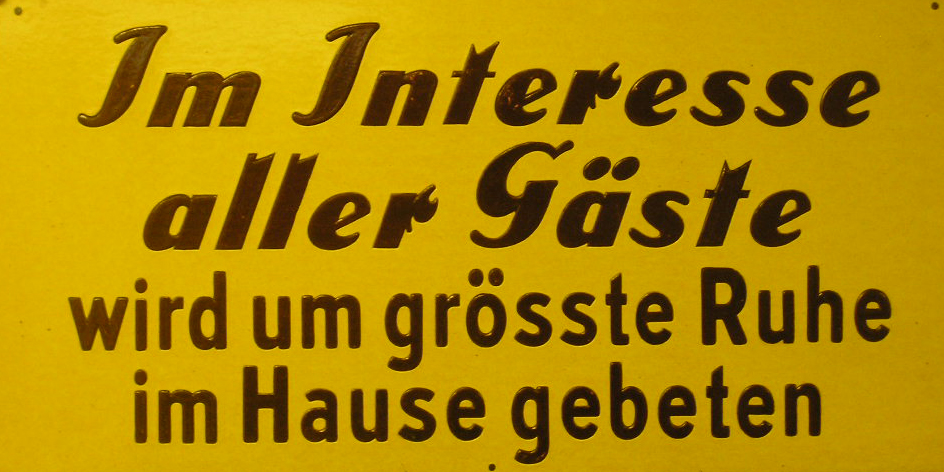 Im Interesse
aller Gäste
wird um grösste Ruhe
im Hause gebeten